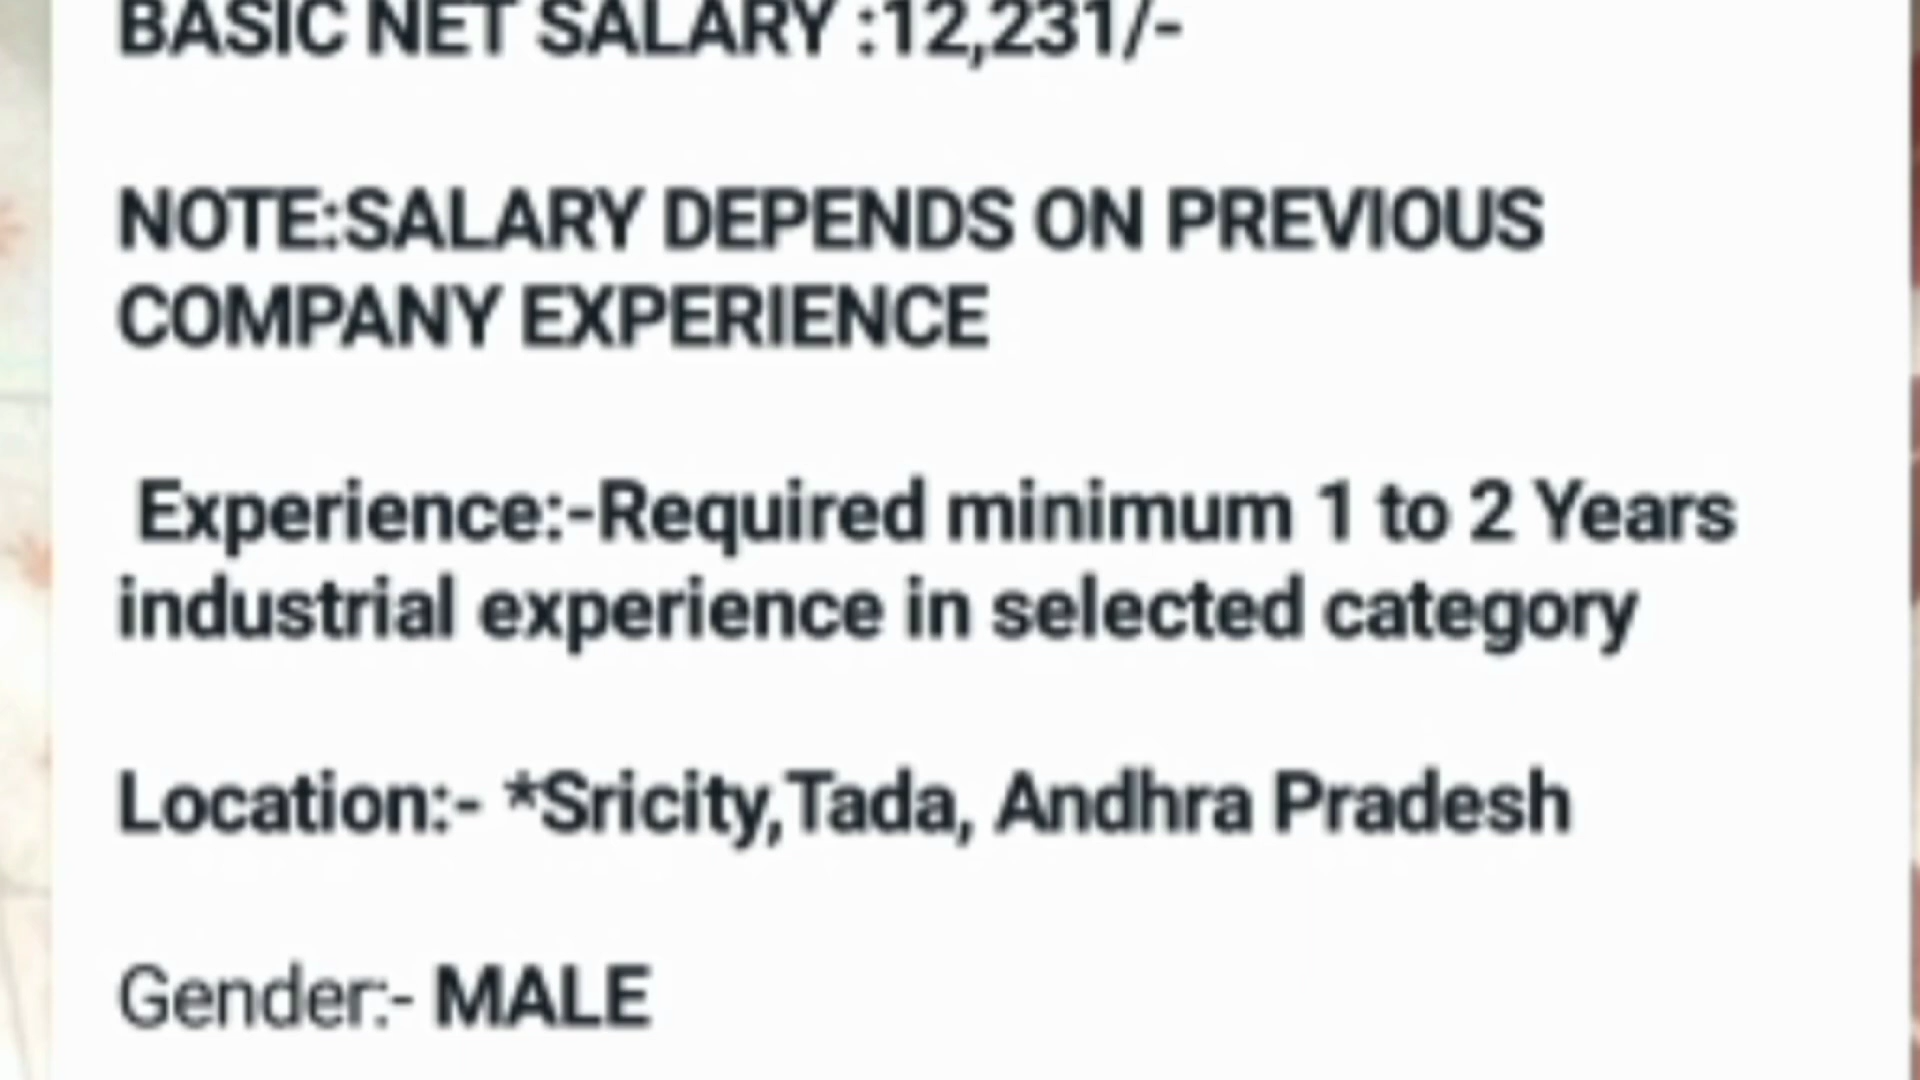 BASIC NET SALARY :12,231/-
NOTE:SALARY DEPENDS ON PREVIOUS
COMPANY EXPERIENCE
Experience:-Required minimum 1 to 2 Years
industrial experience in selected category
Location:- *Sricity,Tada, Andhra Pradesh
Gender:- MALE